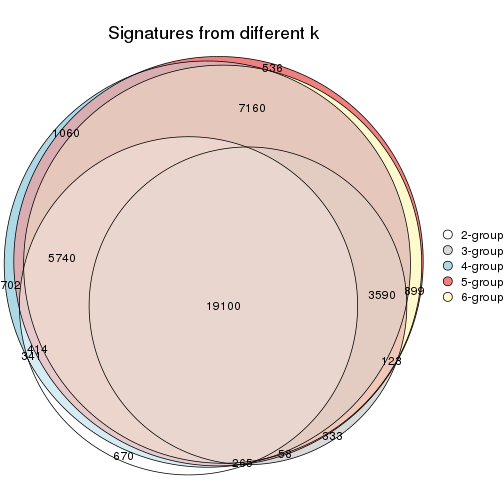 Signatures from different k
536
7160
1060
5740
702
3590
899
19100
414
341
123
333
58
265
670
2-group
3-group
4-group
5-group
6-group